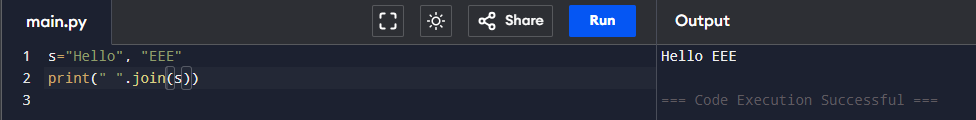 main.py Share Run Output
1 s="Hello", "EEE" Hello EEE
2 print(" ".join(s))
3 === Code Execution Successful ===